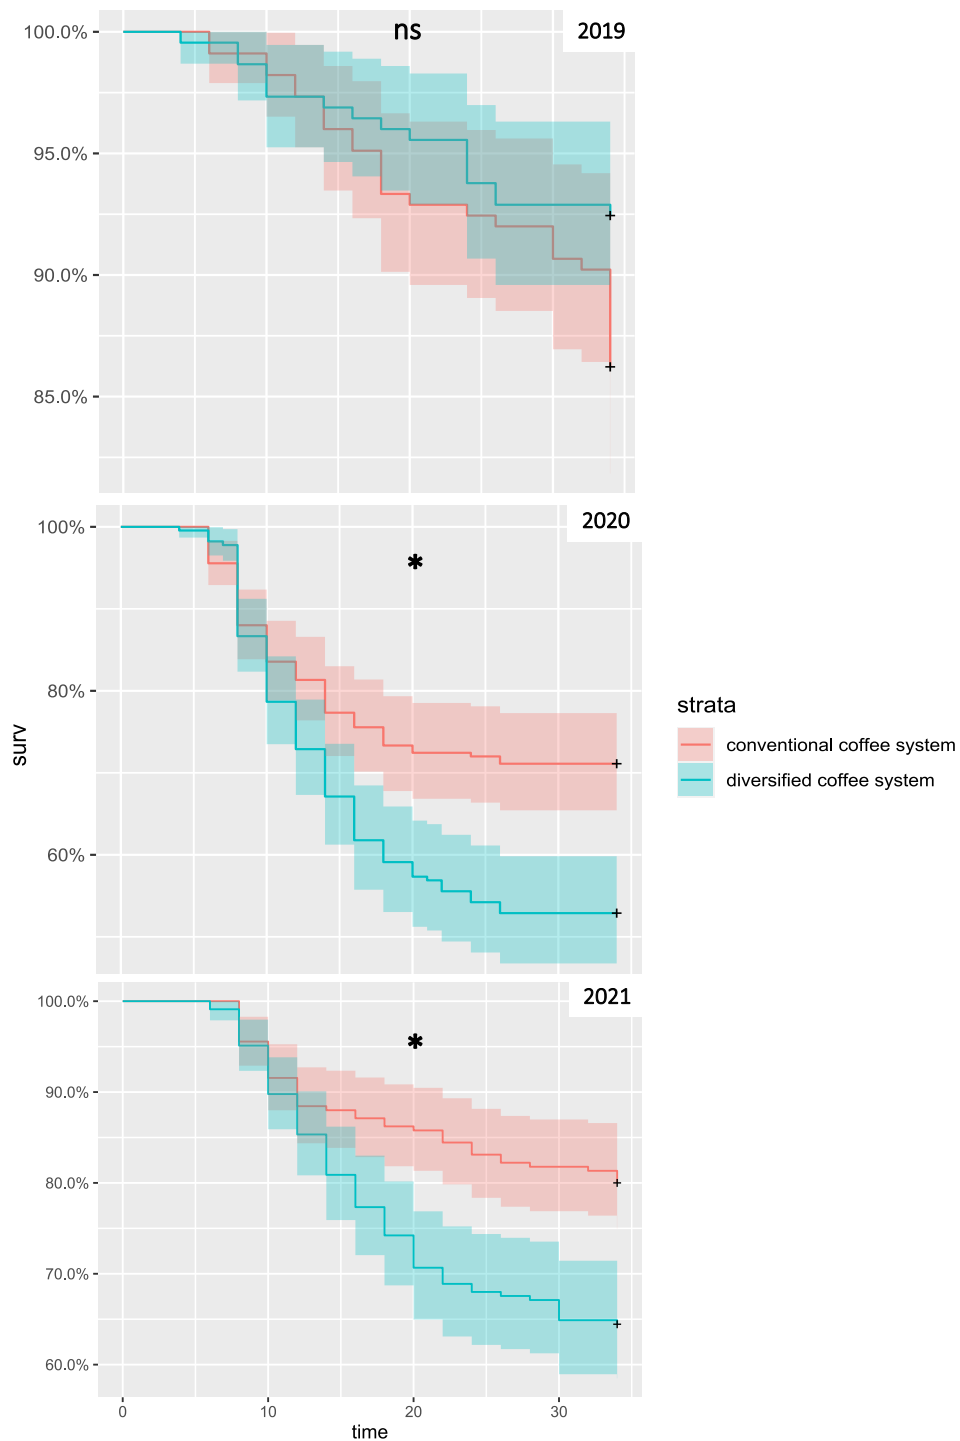 ns
2019
100.0%
95.0%
90.0%
85.0%
2020
100%
*
80%
60%
surv
strata
conventional coffee system
diversified coffee system
2021
100.0%
*
90.0%
80.0%
70.0%
60.0%
0 10 20 30
time